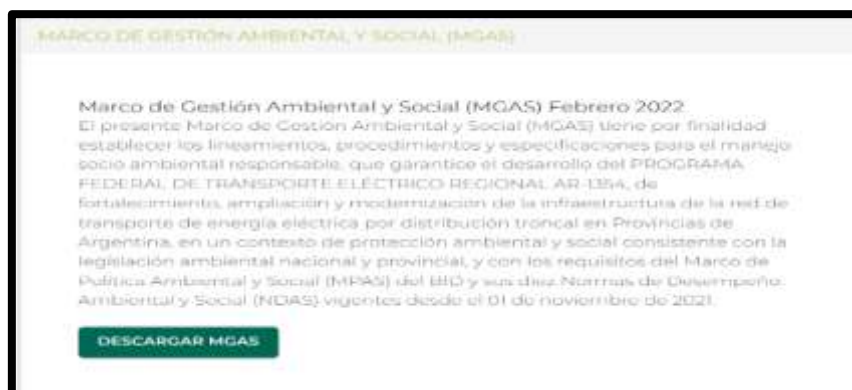 MARCO DE GESTIÓN AMBIENTAL Y SOCIAL (MGAS)
Marco de Gestión Ambiental y Social (MGAS) Febrero 2022
El presente Marco de Gestión Ambiental y Social (MGAS) tiene por finalidad
establecer los lineamientos, procedimientos y especificaciones para el manejo
socio ambiental responsable, que garantice el desarrollo del PROGRAMA
FEDERAL DE TRANSPORTE ELÉCTRICO REGIONAL AR-1354, de
fortalecimiento, ampliación y modernización de la infraestructura de la red de
transporte de energía eléctrica por distribución troncal en Provincias de
Argentina, en un contexto de protección ambiental y social consistente con la
legislación ambiental nacional y provincial, y con los requisitos del Marco de
Política Ambiental y Social (MPAS) del BID y sus diez Normas de Desempeño
Ambiental y Social (NDAS) vigentes desde el 01 de noviembre de 2021.
DESCARGAR MGAS